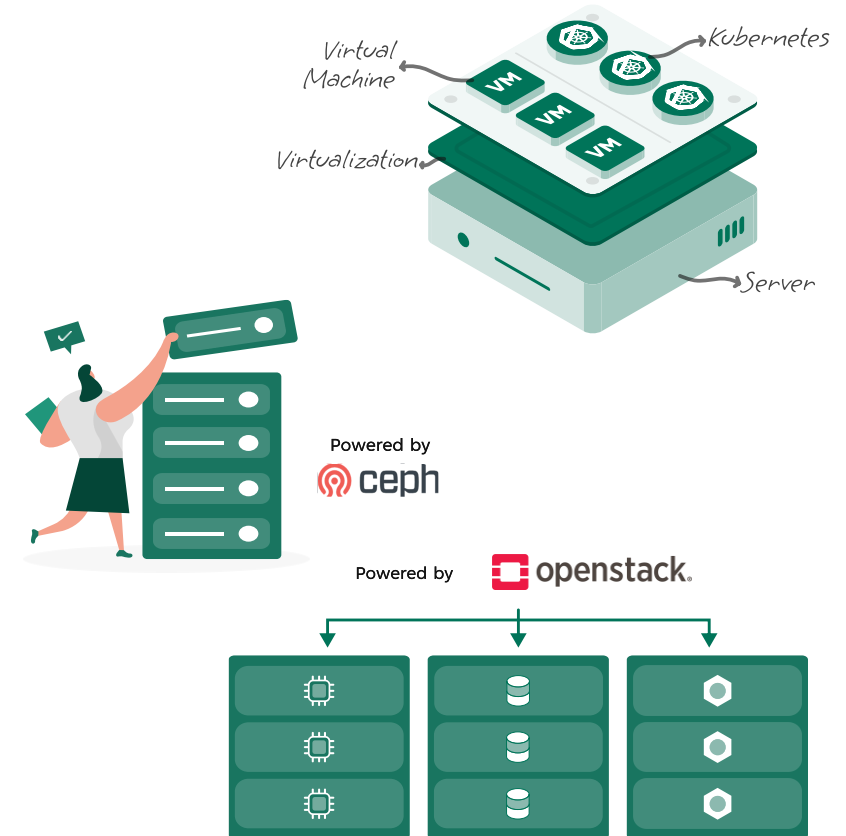 Virtual
Machine
Kubernetes
VM
VM
VM
Virtualization
Server
Powered by
ceph
Powered by
openstack.